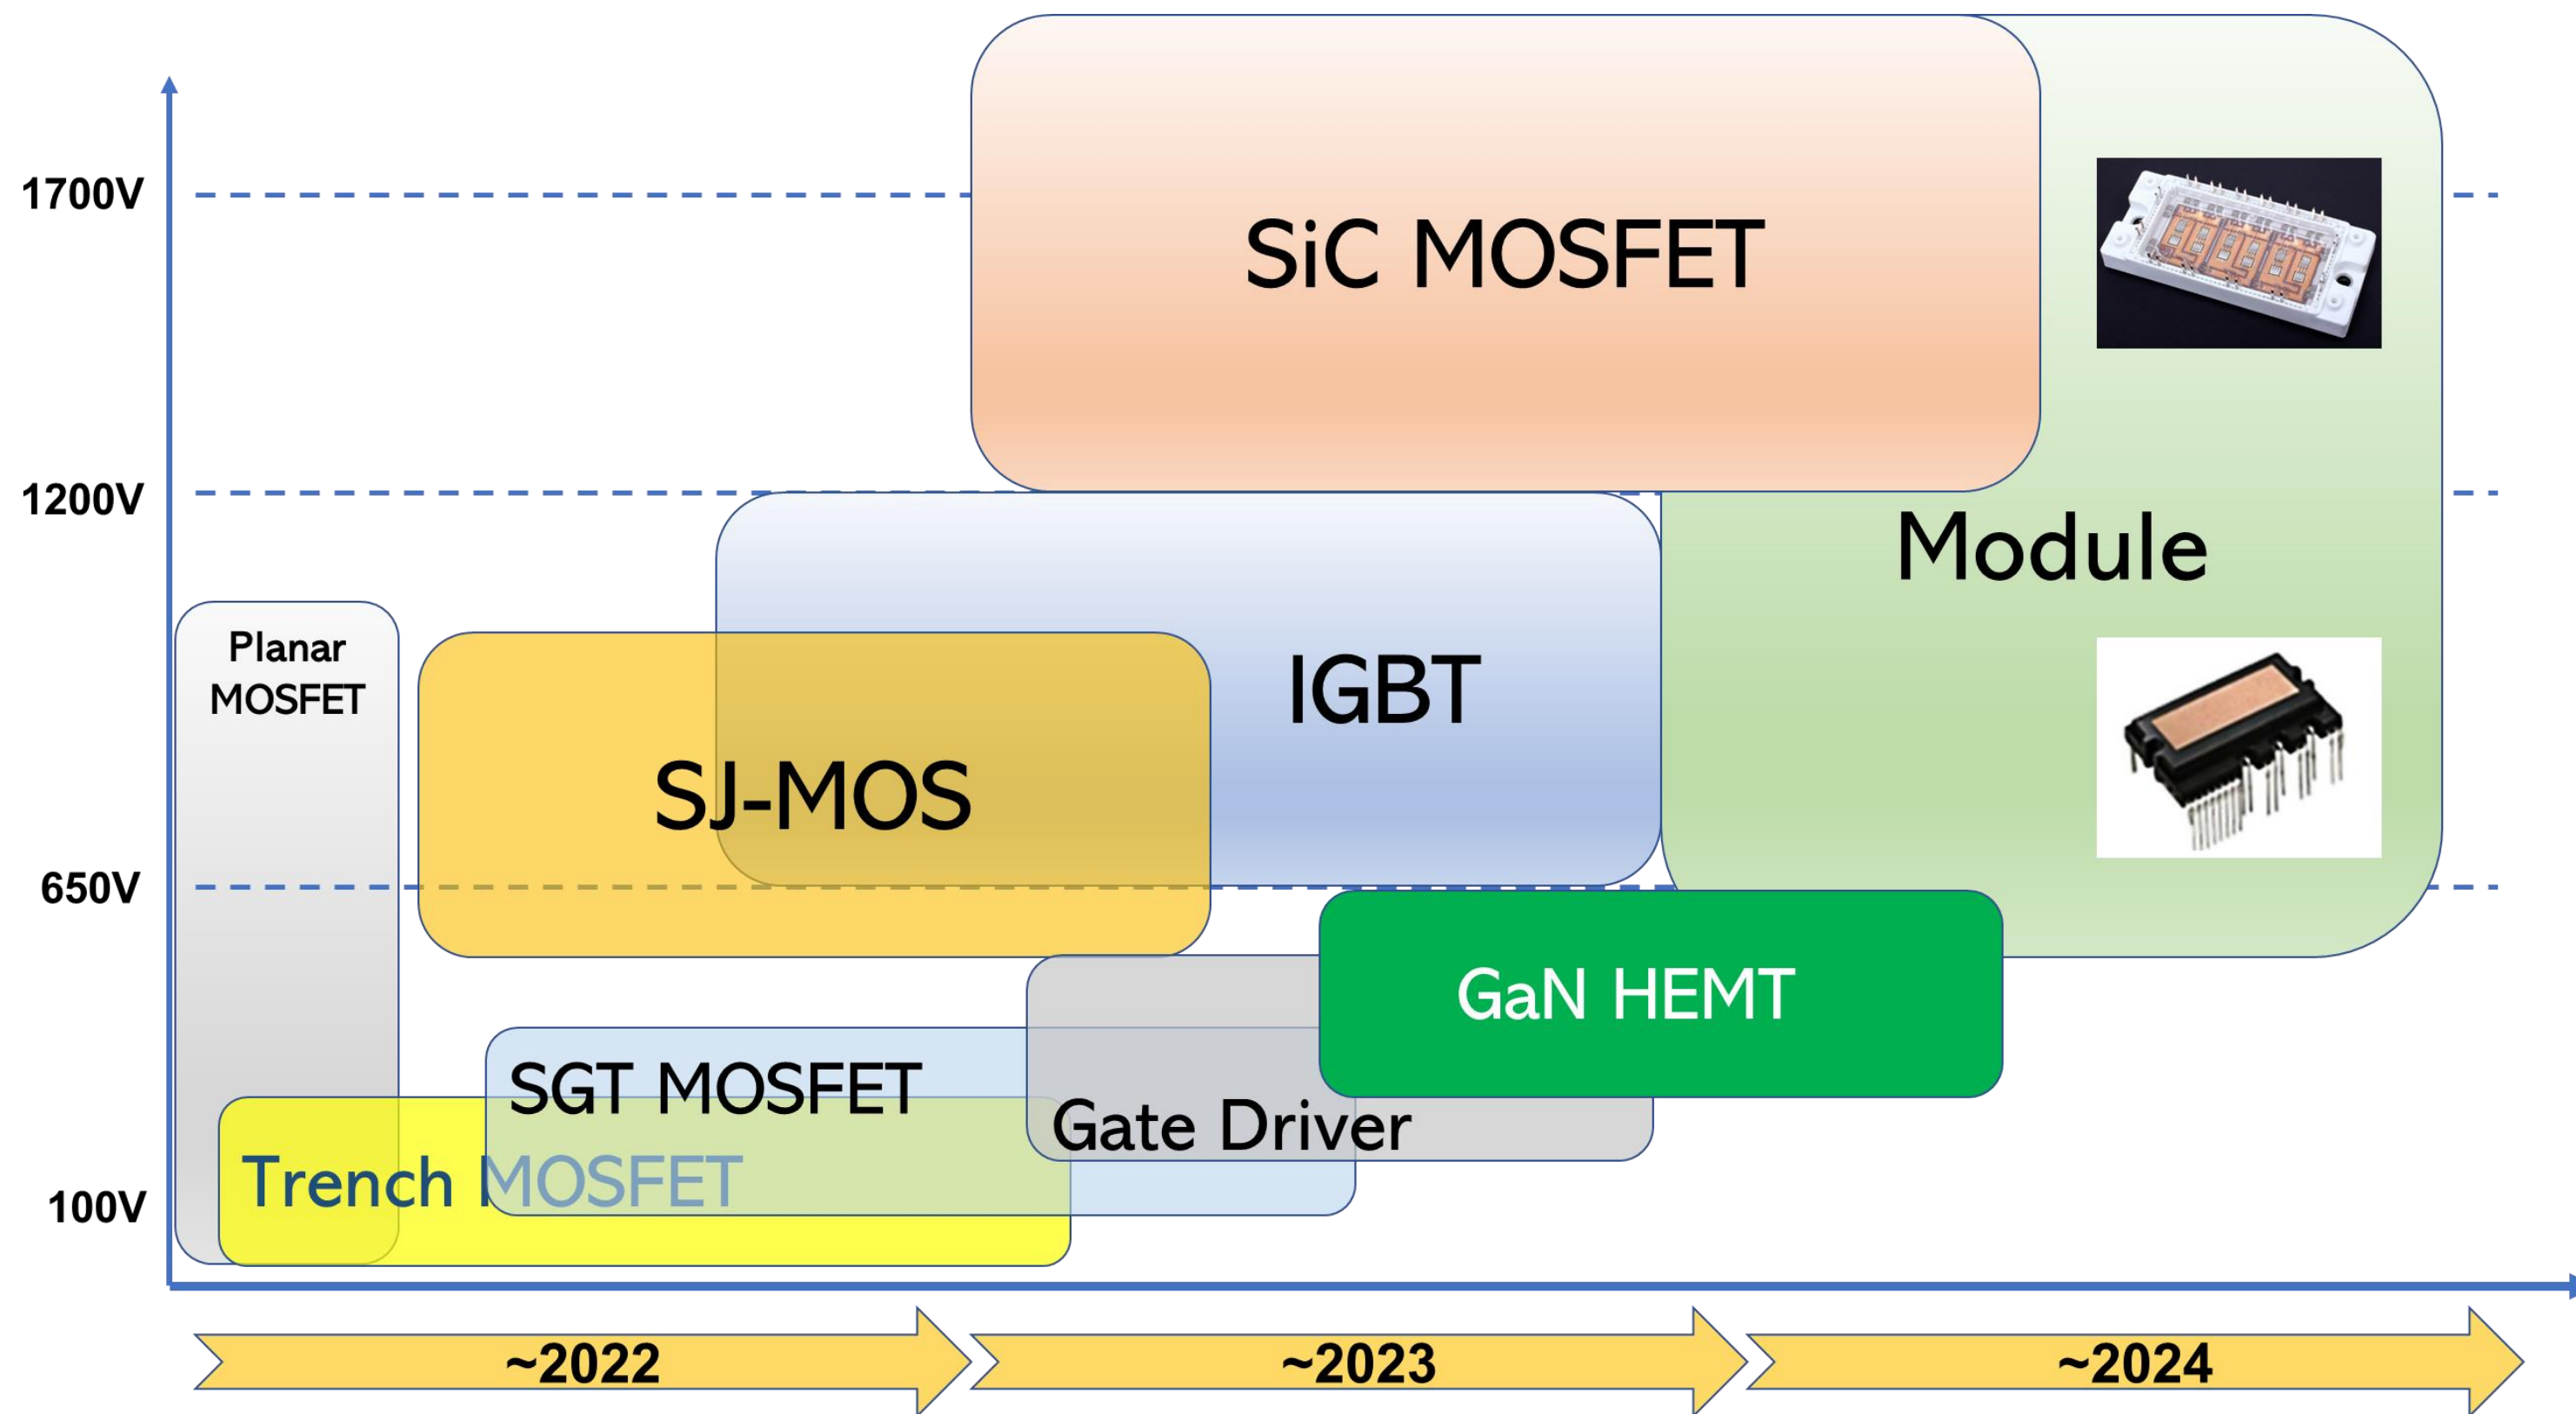 1700V
SiC MOSFET
1200V
Module
Planar
MOSFET
IGBT
SJ-MOS
650V
GaN HEMT
SGT MOSFET
Gate Driver
Trench MOSFET
100V
~2022
~2023
~2024